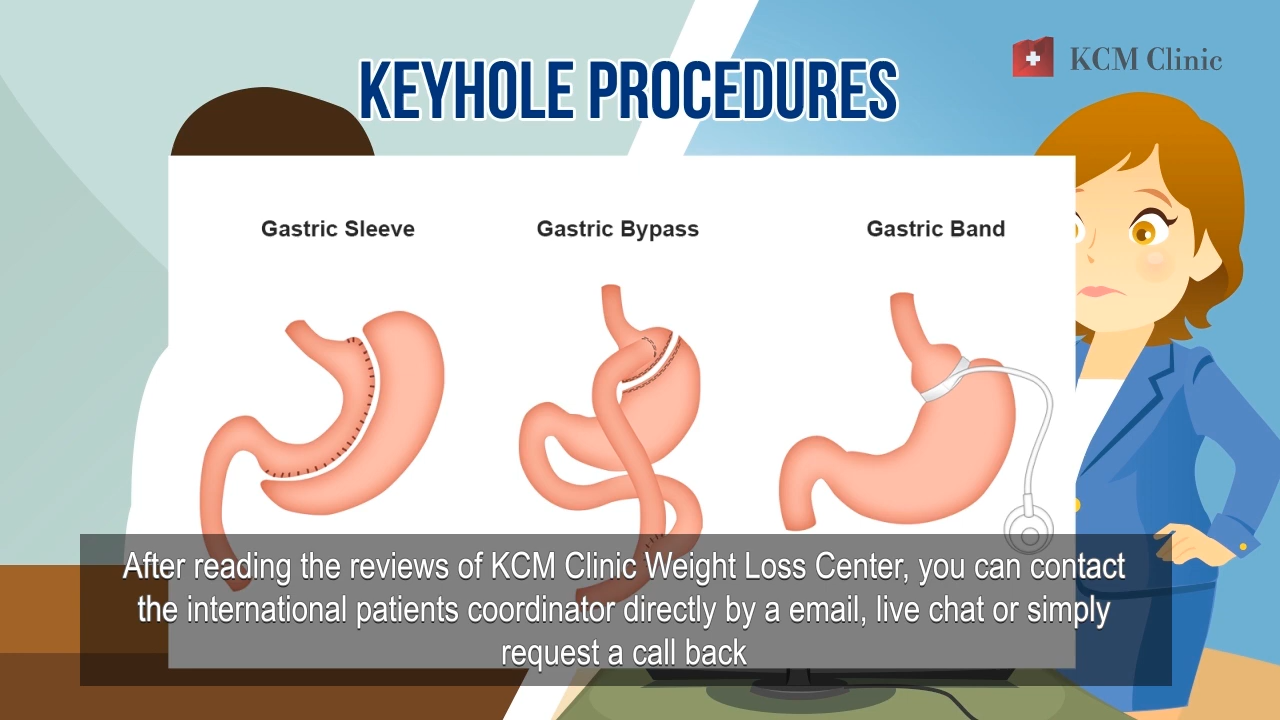 KEYHOLE PROCEDURES
KCM Clinic
Gastric Sleeve
Gastric Bypass
Gastric Band
After reading the reviews of KCM Clinic Weight Loss Center, you can contact
the international patients coordinator directly by a email, live chat or simply
request a call back